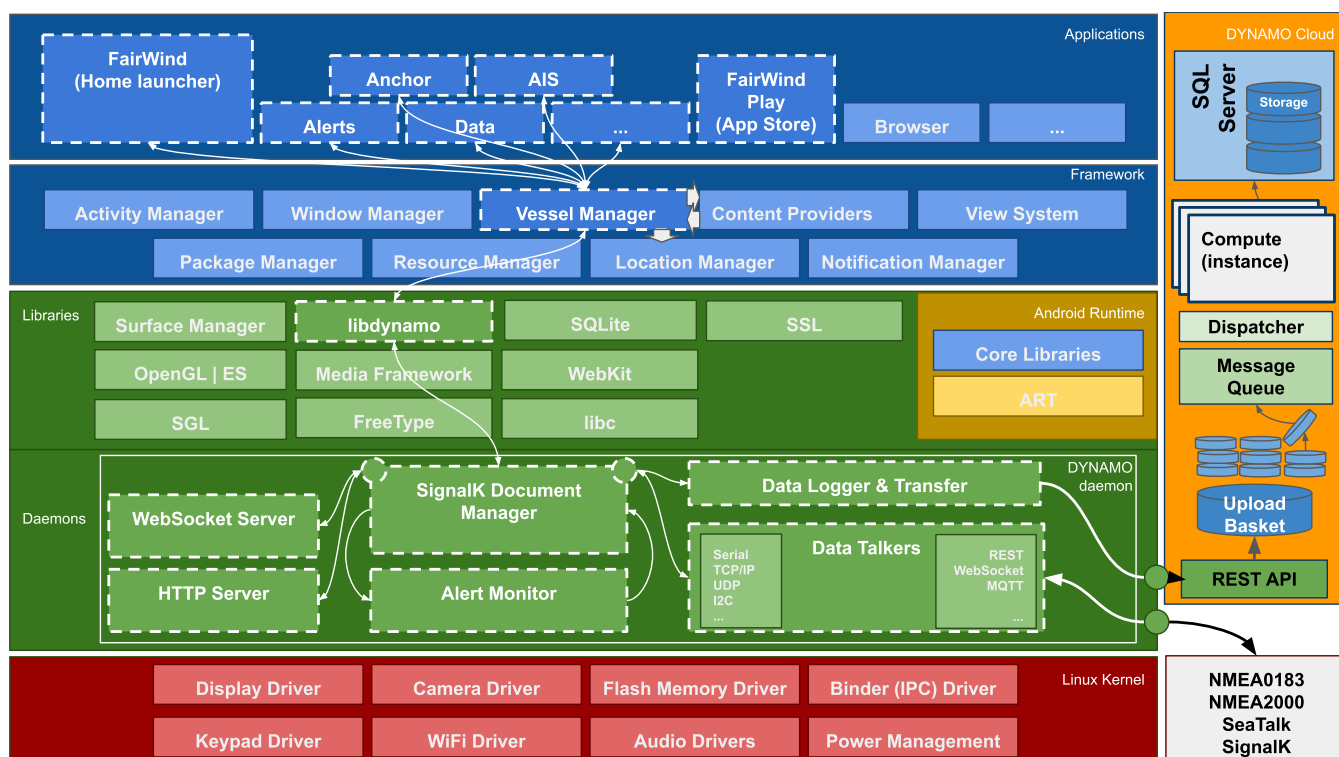 Applications
FairWind
(Home launcher)
Anchor
AIS
FairWind
Play
(App Store)
Alerts
Data
...
Browser
...
Framework
Activity Manager
Window Manager
Vessel Manager
Content Providers
View System
Package Manager
Resource Manager
Location Manager
Notification Manager
Libraries
Surface Manager
libdynamo
SQLite
SSL
OpenGL | ES
Media Framework
WebKit
SGL
FreeType
libc
Android Runtime
Core Libraries
ART
Daemons
DYNAMO
daemon
WebSocket Server
HTTP Server
SignalK Document
Manager
Alert Monitor
Data Logger & Transfer
Data Talkers
Serial
TCP/IP
UDP
I2C
...
REST
WebSocket
MQTT
...
Linux Kernel
Display Driver
Camera Driver
Flash Memory Driver
Binder (IPC) Driver
Keypad Driver
WiFi Driver
Audio Drivers
Power Management
DYNAMO Cloud
SQL
Server
Storage
Compute
(instance)
Dispatcher
Message
Queue
Upload
Basket
REST API
NMEA0183
NMEA2000
SeaTalk
SignalK